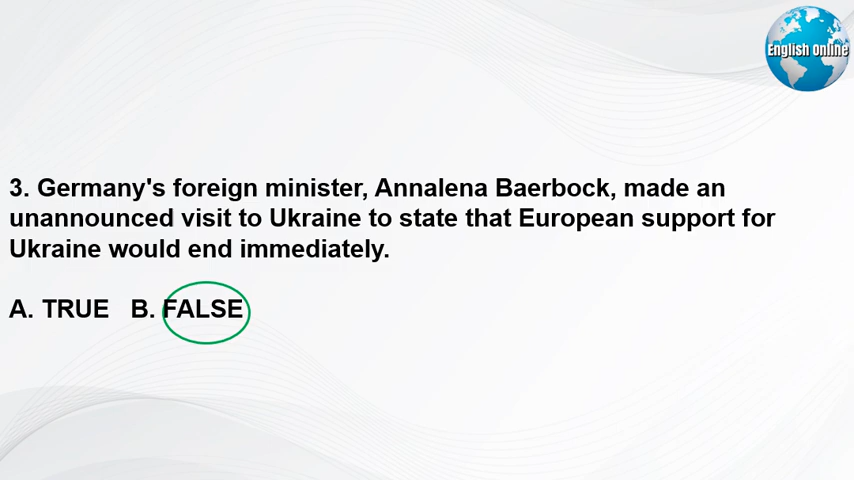 English Online
3. Germany's foreign minister, Annalena Baerbock, made an
unannounced visit to Ukraine to state that European support for
Ukraine would end immediately.
A. TRUE B. FALSE